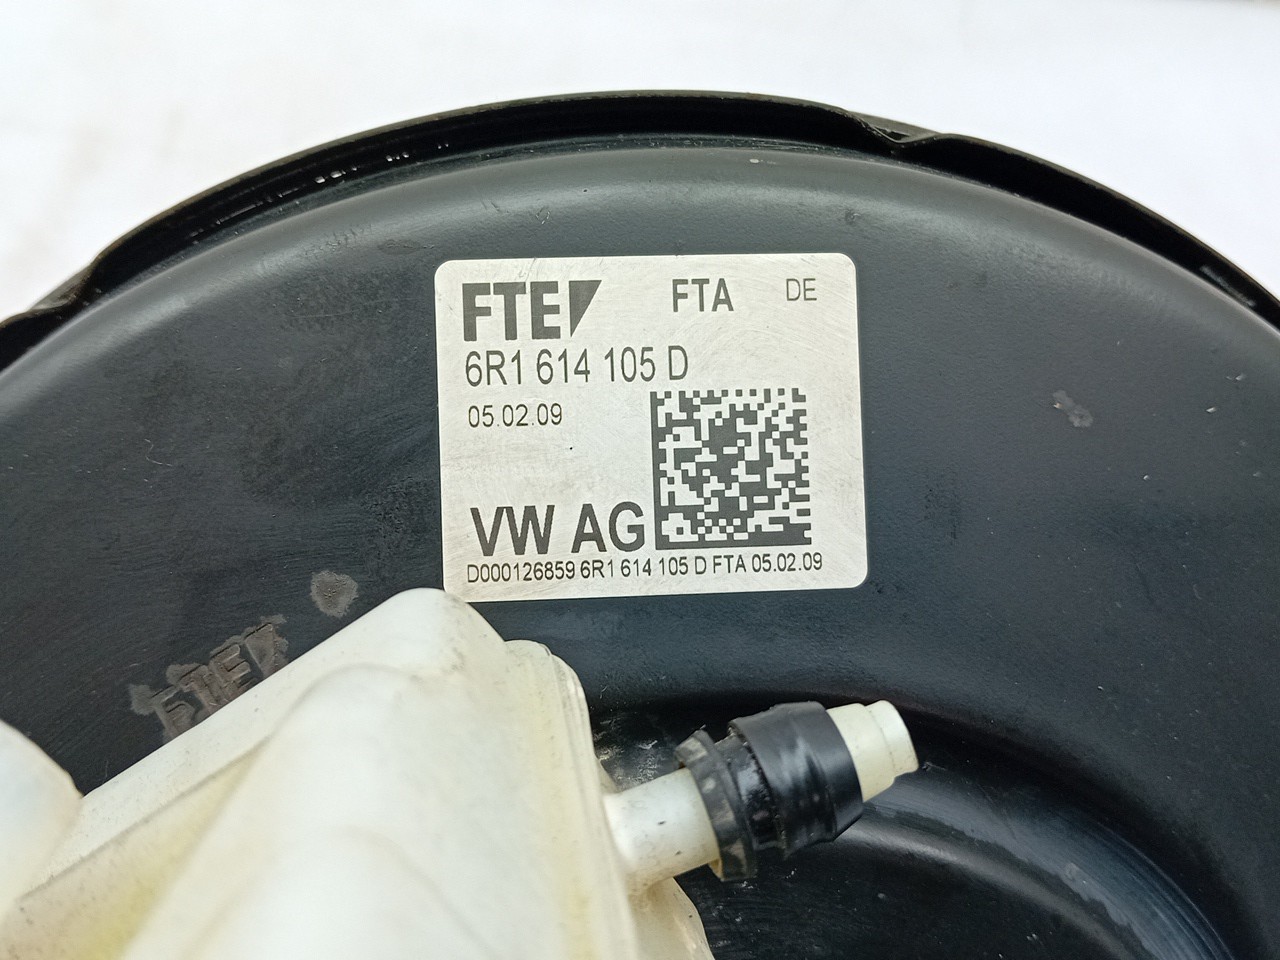 FTE FTA DE
6R1 614 105 D
05.02.09
VW AG
D000126859 6R1 614 105 D FTA 05.02.09
FTE